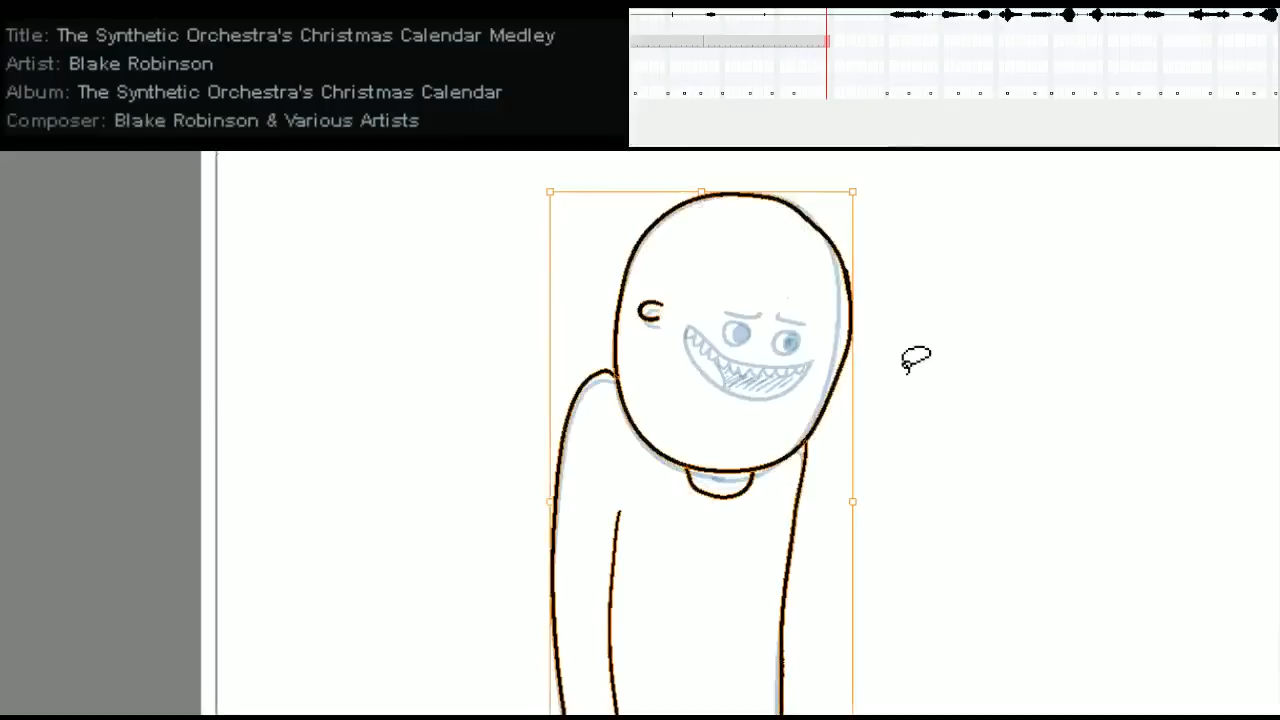 Title: The Synthetic Orchestra's Christmas Calendar Medley
Artist: Blake Robinson
Album: The Synthetic Orchestra's Christmas Calendar
Composer: Blake Robinson & Various Artists